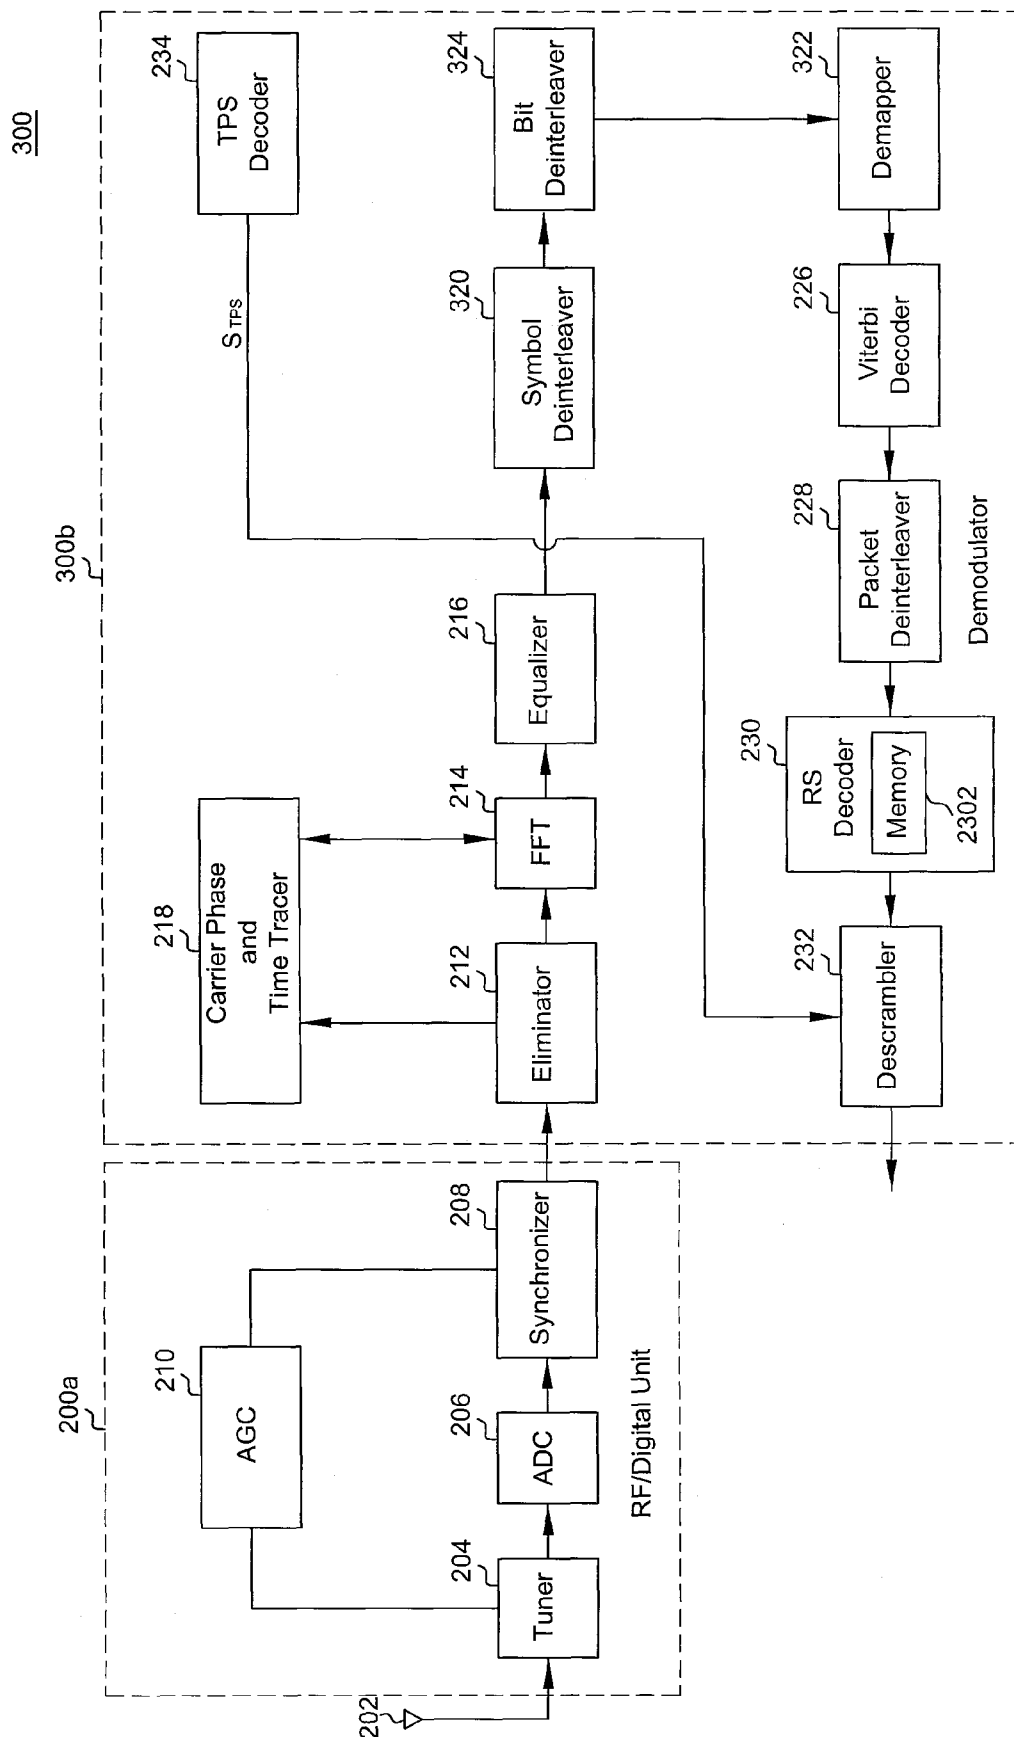 300
300b
234
TPS
Decoder
S TPS
324
Bit
Deinterleaver
320
Symbol
Deinterleaver
322
Demapper
226
Viterbi
Decoder
228
Packet
Deinterleaver
Demodulator
230
RS
Decoder
Memory
2302
232
Descrambler
216
Equalizer
214
FFT
218
Carrier Phase
and
Time Tracer
212
Eliminator
200a
208
Synchronizer
210
AGC
206
ADC
204
Tuner
RF/Digital Unit
202